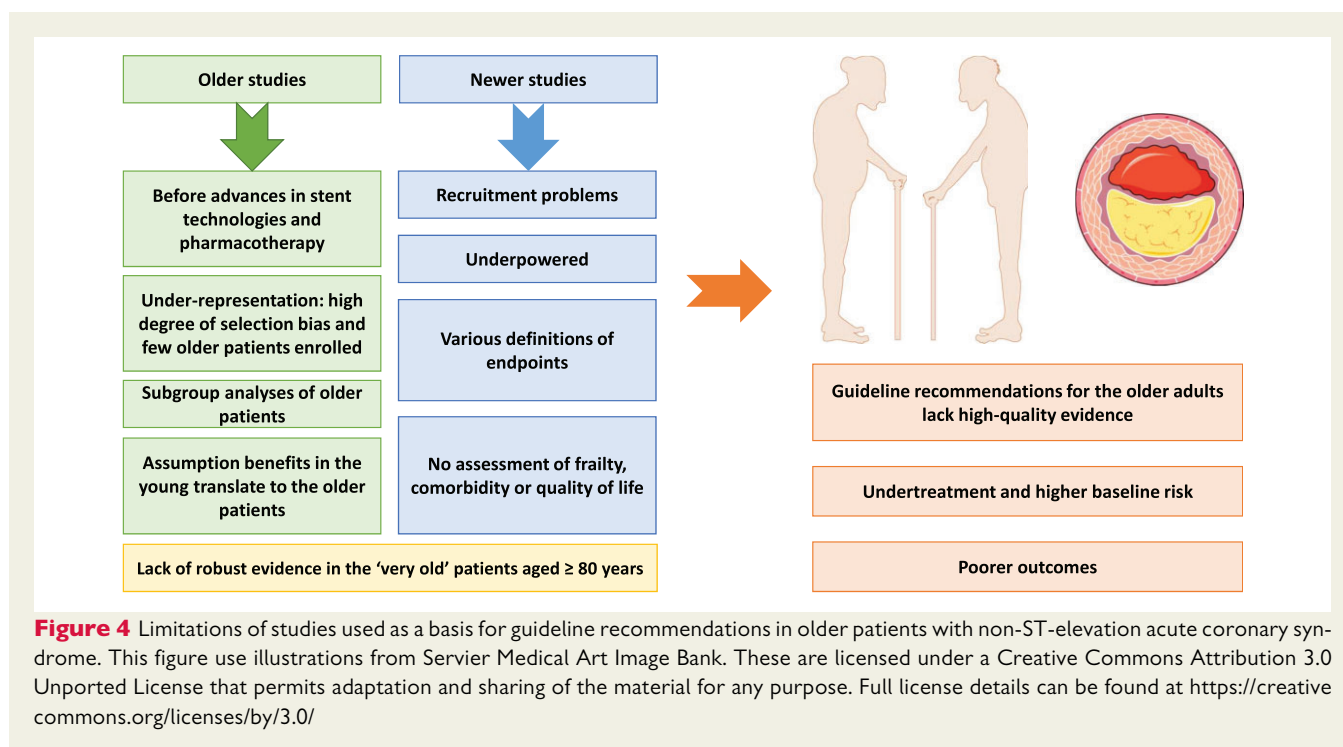 Older studies
Before advances in stent
technologies and
pharmacotherapy
Under-representation: high
degree of selection bias and
few older patients enrolled
Subgroup analyses of older
patients
Assumption benefits in the
young translate to the older
patients
Newer studies
Recruitment problems
Underpowered
Various definitions of
endpoints
No assessment of frailty,
comorbidity or quality of life
Lack of robust evidence in the ‘very old’ patients aged ≥ 80 years
Guideline recommendations for the older adults
lack high-quality evidence
Undertreatment and higher baseline risk
Poorer outcomes
Figure 4 Limitations of studies used as a basis for guideline recommendations in older patients with non-ST-elevation acute coronary syn-
drome. This figure use illustrations from Servier Medical Art Image Bank. These are licensed under a Creative Commons Attribution 3.0
Unported License that permits adaptation and sharing of the material for any purpose. Full license details can be found at https://creative
commons.org/licenses/by/3.0/